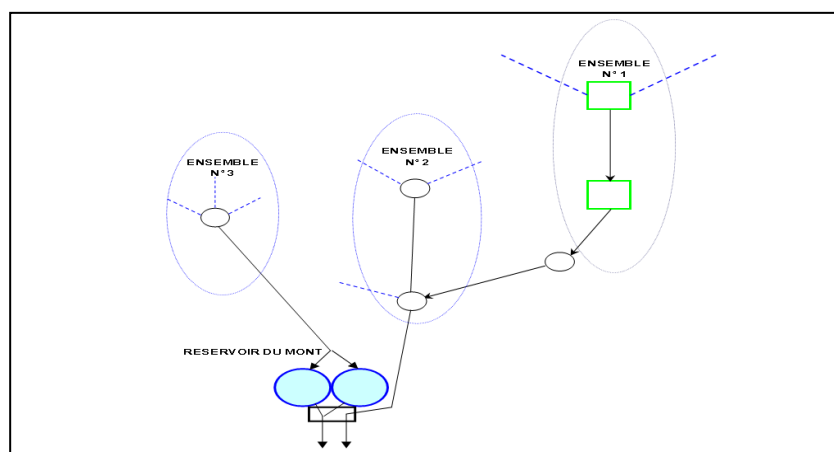 ENSEMBLE
N°1
ENSEMBLE
N°2
ENSEMBLE
N°3
RESERVOIR DU MONT